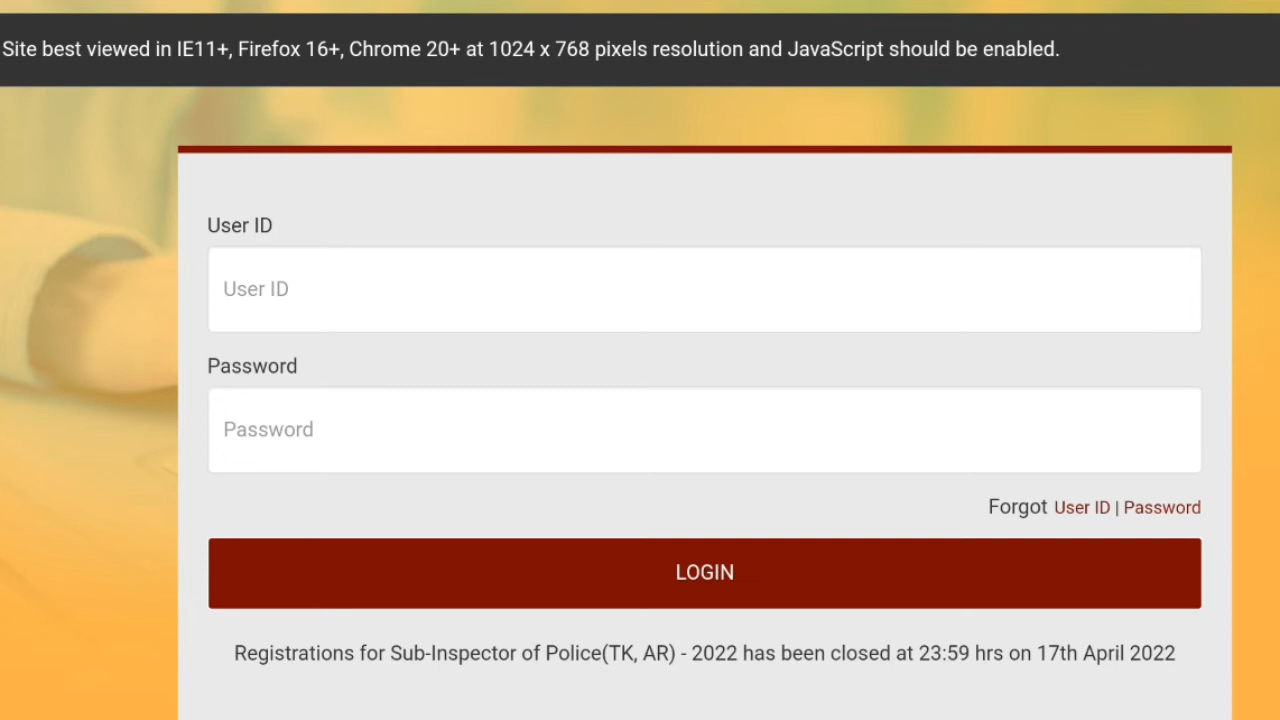 Site best viewed in IE11+, Firefox 16+, Chrome 20+ at 1024 x 768 pixels resolution and JavaScript should be enabled.
User ID
User ID
Password
Password
Forgot User ID | Password
LOGIN
Registrations for Sub-Inspector of Police(TK, AR) - 2022 has been closed at 23:59 hrs on 17th April 2022